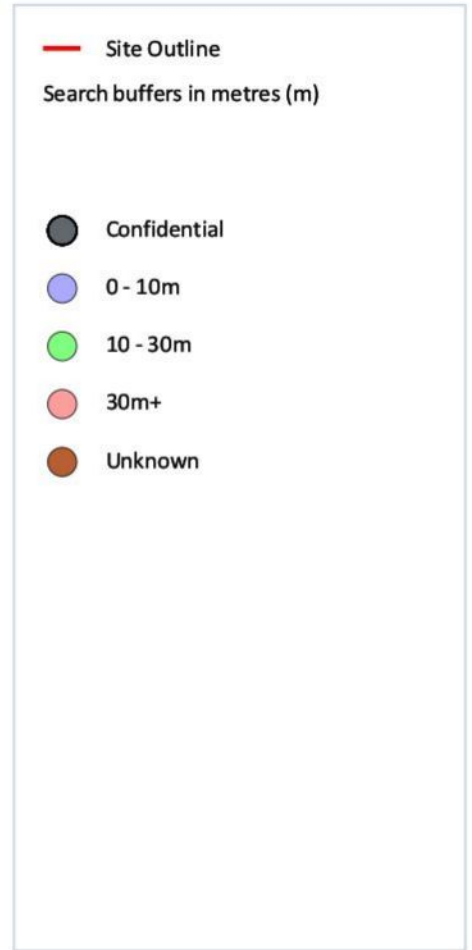 Site Outline
Search buffers in metres (m)
Confidential
0 - 10m
10 - 30m
30m+
Unknown